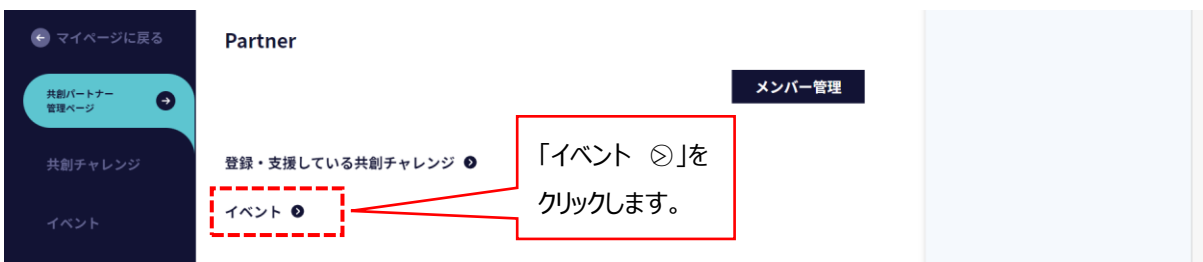 マイページに戻る
Partner
共創パートナー
管理ページ
メンバー管理
共創チャレンジ
登録・支援している共創チャレンジ
イベント
イベント
「イベント ⧁」を
クリックします。